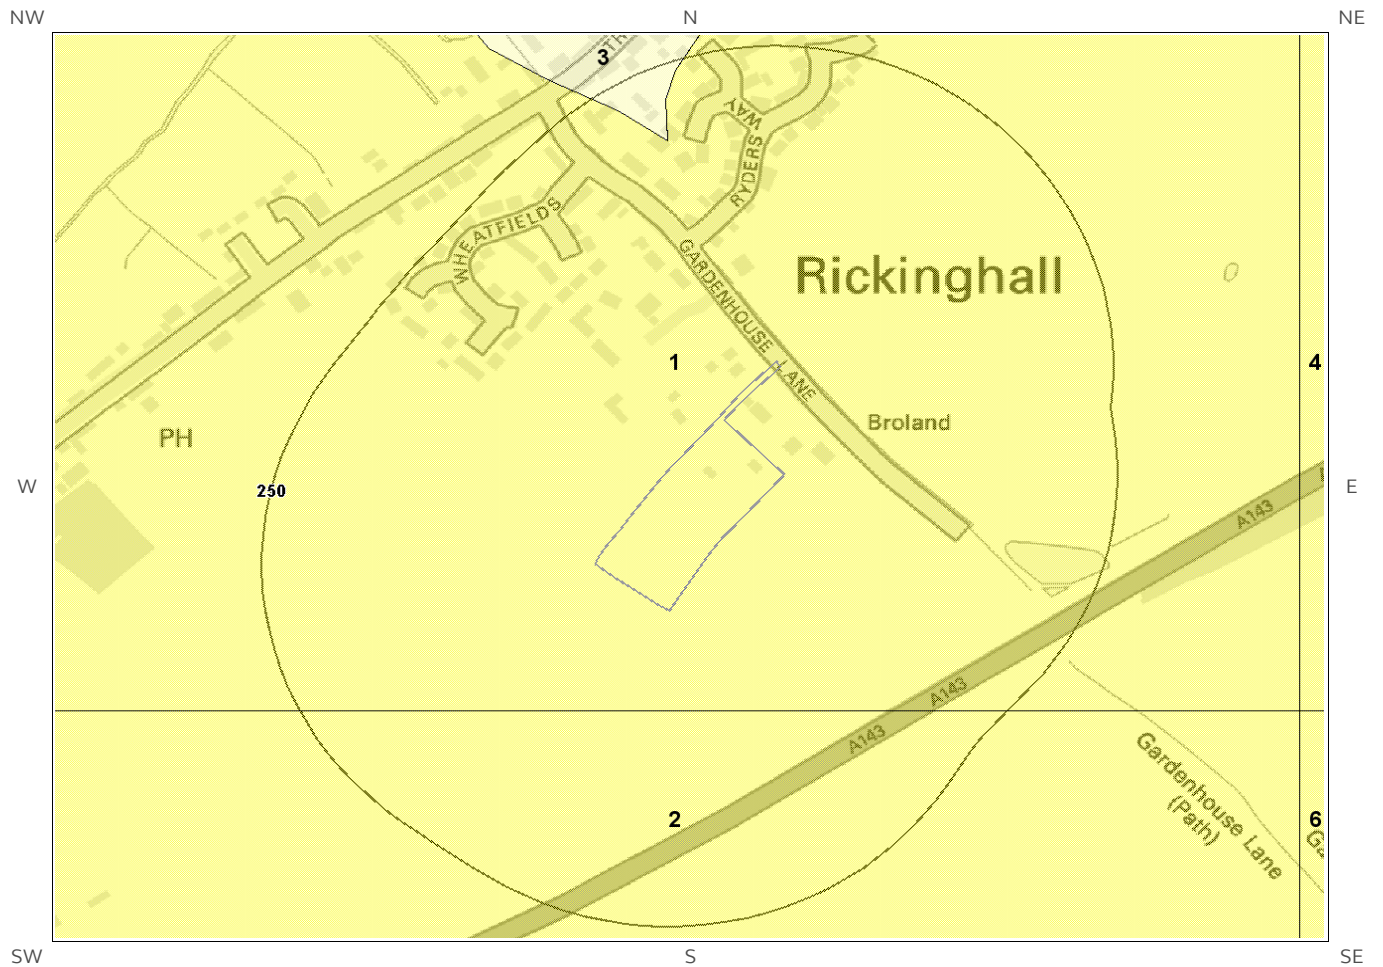 NW
N
NE
3
RYDERS WAY
WHEATFIELDS
GARDENHOUSE LANE
Rickinghall
1
4
Broland
PH
W
250
E
A143
A143
A143
Gardenhouse Lane
(Path)
2
6
SW
S
SE